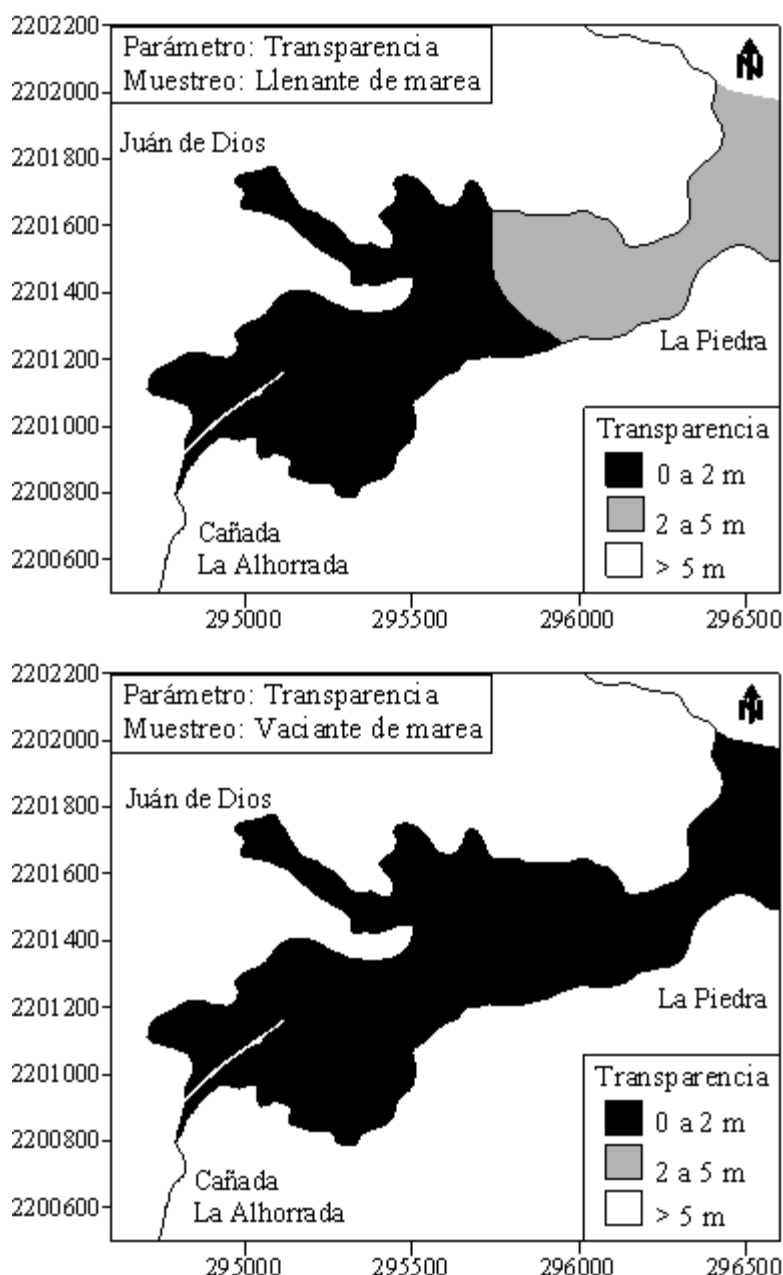 2202200
Parámetro: Transparencia
Muestreo: Llenante de marea
N
2202000
Juán de Dios
2201800
2201600
2201400
La Piedra
2201200
2201000
Transparencia
0 a 2 m
2200800
2 a 5 m
Cañada
La Alhorrada
2200600
> 5 m
295000 295500 296000 296500
2202200
Parámetro: Transparencia
Muestreo: Vaciante de marea
N
2202000
Juán de Dios
2201800
2201600
2201400
La Piedra
2201200
2201000
Transparencia
0 a 2 m
2200800
2 a 5 m
Cañada
La Alhorrada
2200600
> 5 m
295000 295500 296000 296500